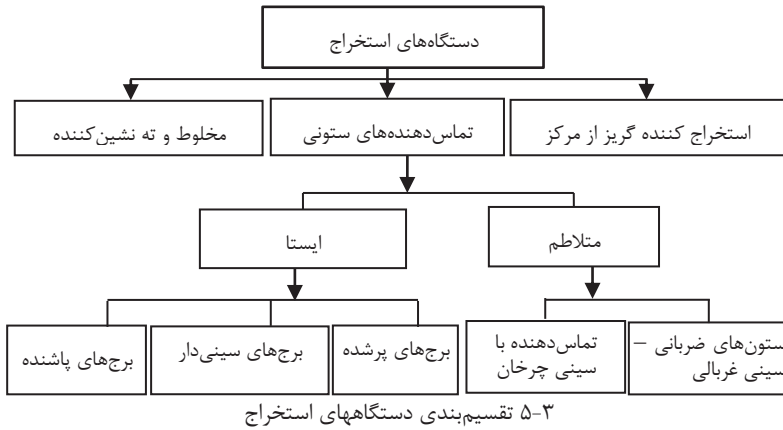 دستگاه‌های استخراج
استخراج کننده گریز از مرکز
تماس‌دهنده‌های ستونی
مخلوط و ته نشین‌کننده
متلاطم
ایستا
ستون‌های ضربانی –
سینی غربالی
تماس‌دهنده با
سینی چرخان
برج‌های پرشده
برج‌های سینی‌دار
برج‌های پاشنده
۵-۳ تقسیم‌بندی دستگاههای استخراج